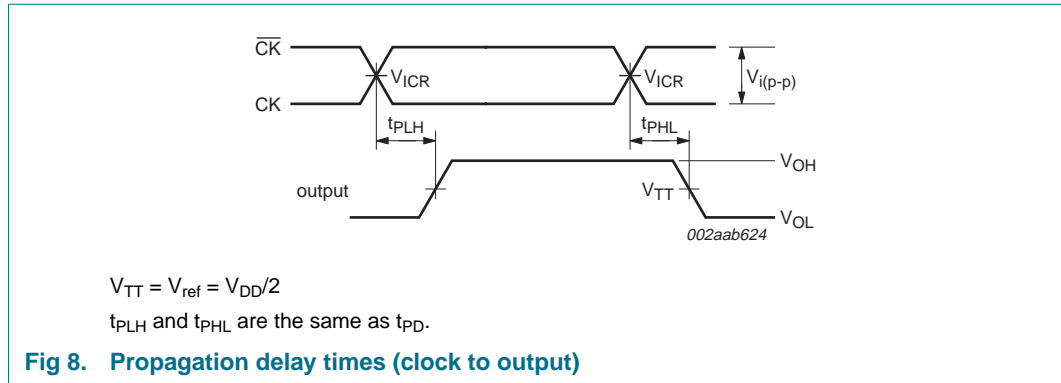 C̅K̅
V_ICR
V_ICR
V_i(p-p)
CK
t_PLH
t_PHL
V_OH
output
V_TT
V_OL
002aab624
V_TT = V_ref = V_DD/2
t_PLH and t_PHL are the same as t_PD.
Fig 8. Propagation delay times (clock to output)